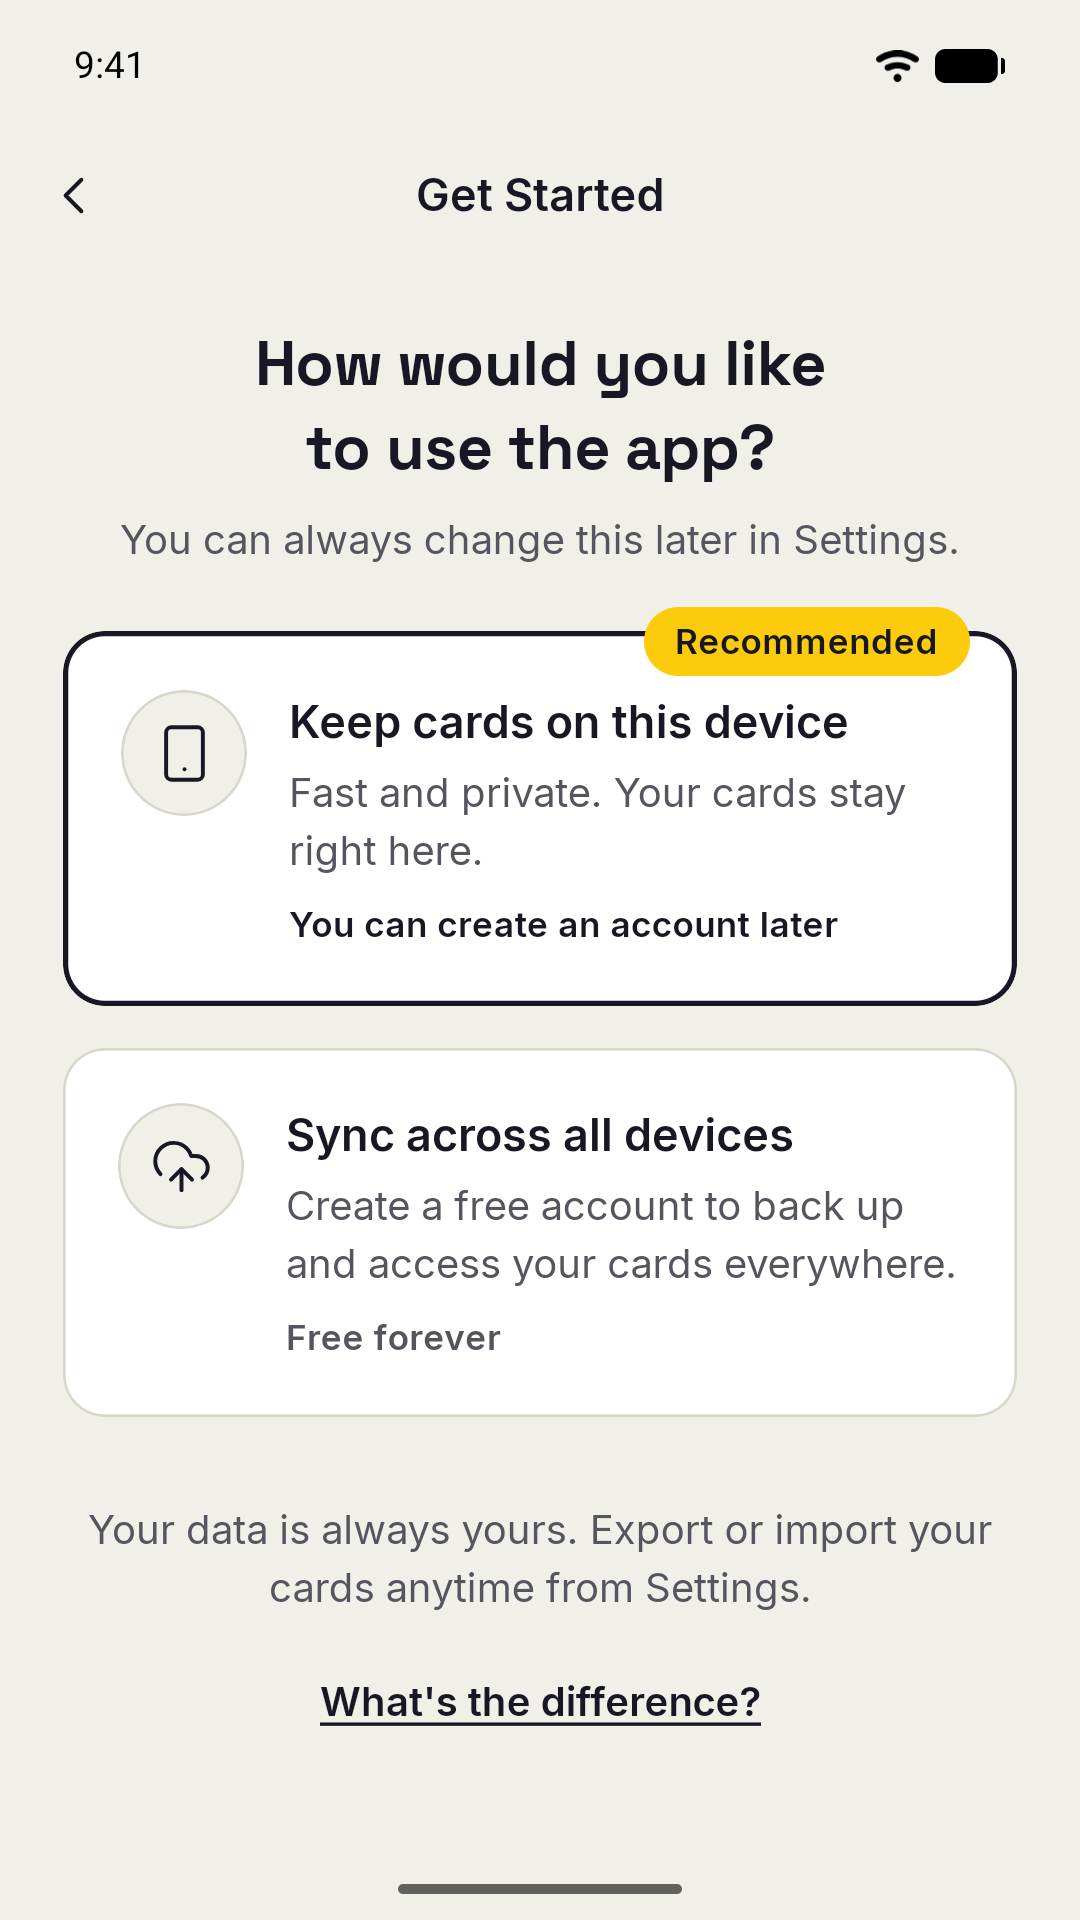 9:41
Get Started
How would you like
to use the app?
You can always change this later in Settings.
Recommended
Keep cards on this device
Fast and private. Your cards stay
right here.
You can create an account later
Sync across all devices
Create a free account to back up
and access your cards everywhere.
Free forever
Your data is always yours. Export or import your
cards anytime from Settings.
What's the difference?